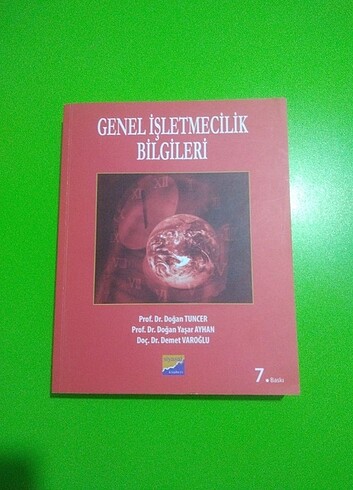 GENEL İŞLETMECİLİK
BİLGİLERİ
Prof. Dr. Doğan TUNCER
Prof. Dr. Doğan Yaşar AYHAN
Doç. Dr. Demet VAROĞLU
7. Baskı